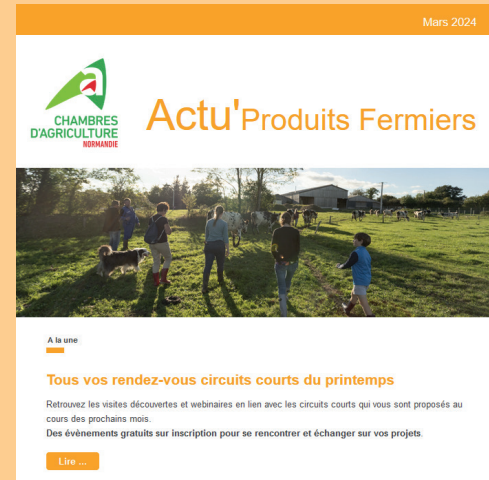 Mars 2024
CHAMBRES
D'AGRICULTURE
NORMANDIE
Actu'Produits Fermiers
A la une
Tous vos rendez-vous circuits courts du printemps
Retrouvez les visites découvertes et webinaires en lien avec les circuits courts qui vous sont proposés au
cours des prochains mois.
Des évènements gratuits sur inscription pour se rencontrer et échanger sur vos projets.
Lire ...